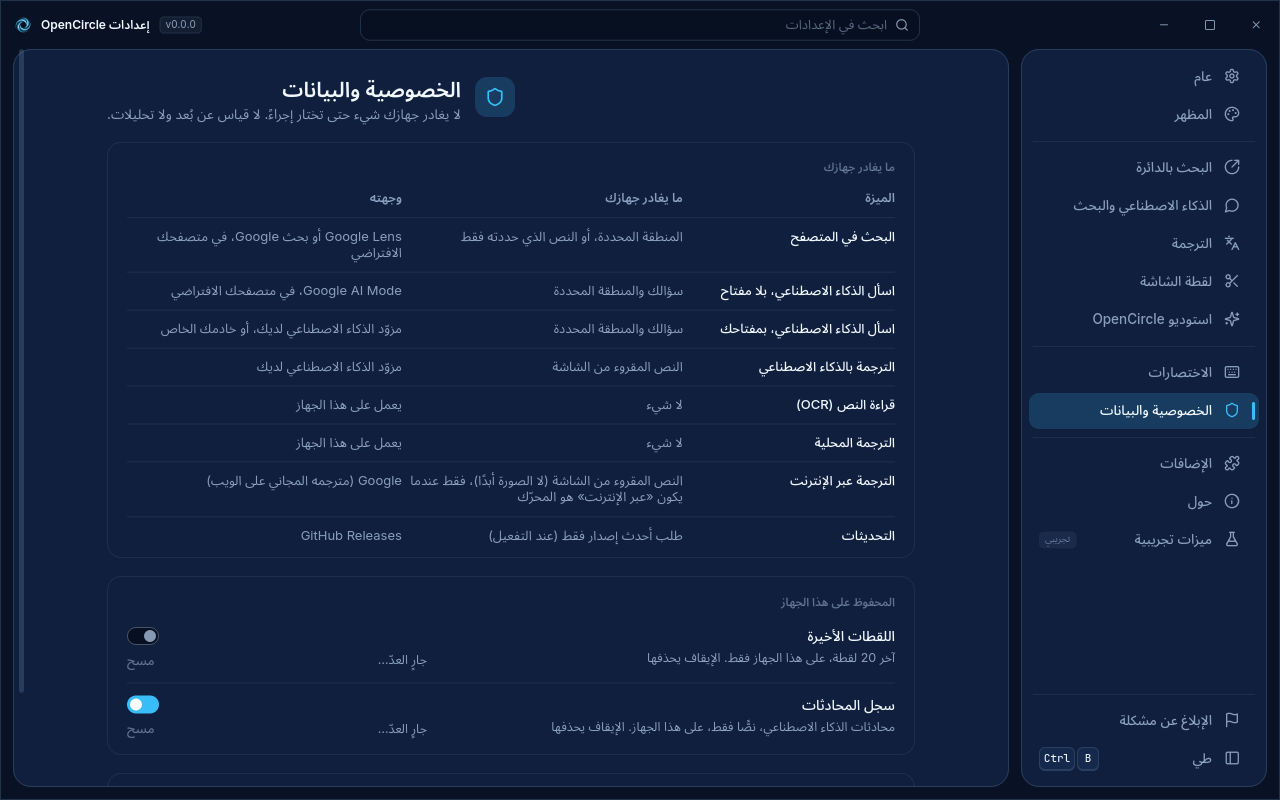 إعدادات OpenCircle
v0.0.0
ابحث في الإعدادات
عام
المظهر
البحث بالدائرة
الذكاء الاصطناعي والبحث
الترجمة
لقطة الشاشة
استوديو OpenCircle
الاختصارات
الخصوصية والبيانات
الإضافات
حول
ميزات تجريبية
تجريبي
الإبلاغ عن مشكلة
طي
Ctrl B
الخصوصية والبيانات
لا يغادر جهازك شيء حتى تختار إجراءً. لا قياس عن بُعد ولا تحليلات.
ما يغادر جهازك
الميزة ما يغادر جهازك وجهته
البحث في المتصفح المنطقة المحددة، أو النص الذي حددته فقط Google Lens أو بحث Google، في متصفحك
الافتراضي
اسأل الذكاء الاصطناعي، بلا مفتاح سؤالك والمنطقة المحددة Google AI Mode، في متصفحك الافتراضي
اسأل الذكاء الاصطناعي، بمفتاحك سؤالك والمنطقة المحددة مزوّد الذكاء الاصطناعي لديك، أو خادمك الخاص
الترجمة بالذكاء الاصطناعي النص المقروء من الشاشة مزوّد الذكاء الاصطناعي لديك
قراءة النص (OCR) لا شيء يعمل على هذا الجهاز
الترجمة المحلية لا شيء يعمل على هذا الجهاز
الترجمة عبر الإنترنت النص المقروء من الشاشة (لا الصورة أبدًا)، فقط عندما Google (مترجمه المجاني على الويب)
يكون «عبر الإنترنت» هو المحرّك
التحديثات طلب أحدث إصدار فقط (عند التفعيل) GitHub Releases
المحفوظ على هذا الجهاز
اللقطات الأخيرة
آخر 20 لقطة، على هذا الجهاز فقط. الإيقاف يحذفها
جارٍ العدّ...
مسح
سجل المحادثات
محادثات الذكاء الاصطناعي، نصًّا فقط، على هذا الجهاز. الإيقاف يحذفها
جارٍ العدّ...
مسح